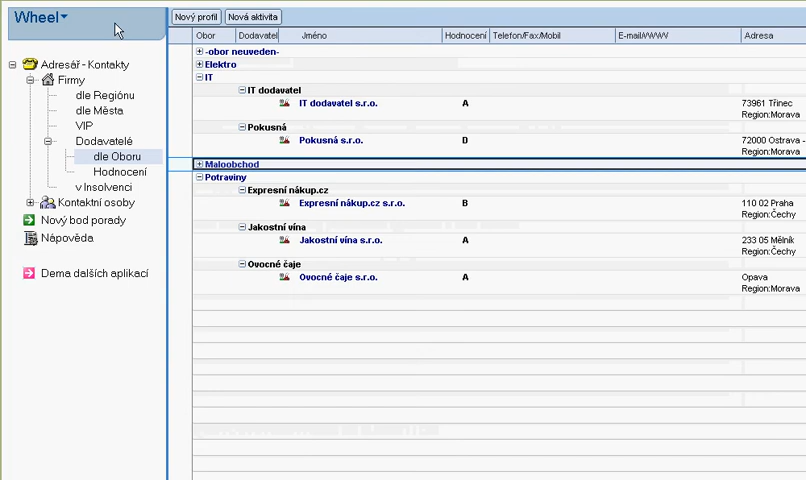 Wheel
Nový profil
Nová aktivita
Obor
Dodavatel
Jméno
Hodnocení
Telefon/Fax/Mobil
E-mail/WWW
Adresa
Adresář - Kontakty
Firmy
dle Regiónu
dle Města
VIP
Dodavatelé
dle Oboru
Hodnocení
v Insolvenci
Kontaktní osoby
Nový bod porady
Nápověda
Dema dalších aplikací
-obor neuveden-
Elektro
IT
IT dodavatel
IT dodavatel s.r.o.
A
73961 Třinec
Region:Morava
Pokusná
Pokusná s.r.o.
D
72000 Ostrava -
Region:Morava
Maloobchod
Potraviny
Expresní nákup.cz
Expresní nákup.cz s.r.o.
B
110 02 Praha
Region:Čechy
Jakostní vína
Jakostní vína s.r.o.
A
233 05 Mělník
Region:Čechy
Ovocné čaje
Ovocné čaje s.r.o.
A
Opava
Region:Morava